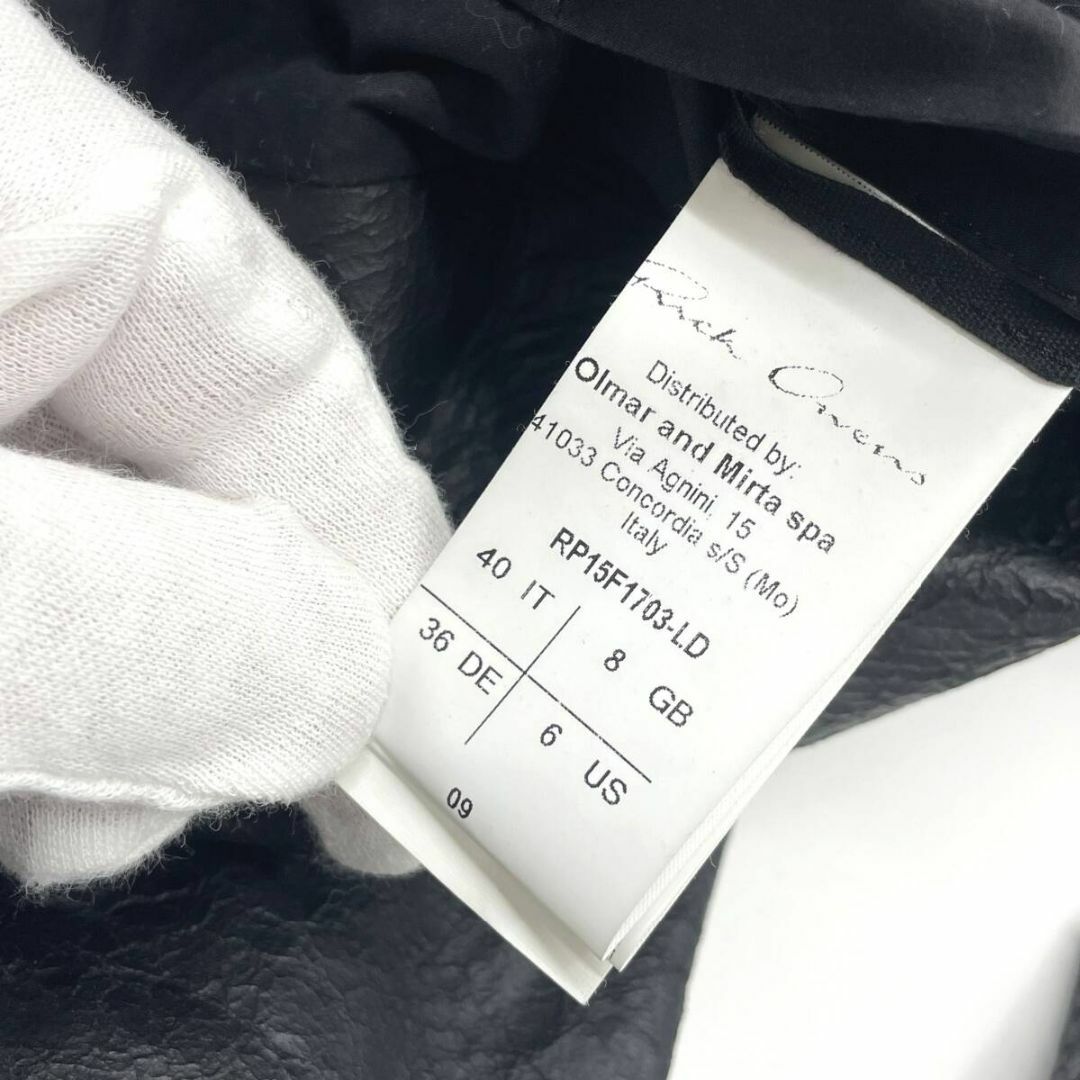 Rick Owens
Distributed by:
Olmar and Mirta spa
Via Agnini, 15
41033 Concordia s/S (Mo)
Italy
RP15F1703-LD
40 IT 8 GB
36 DE 6 US
09